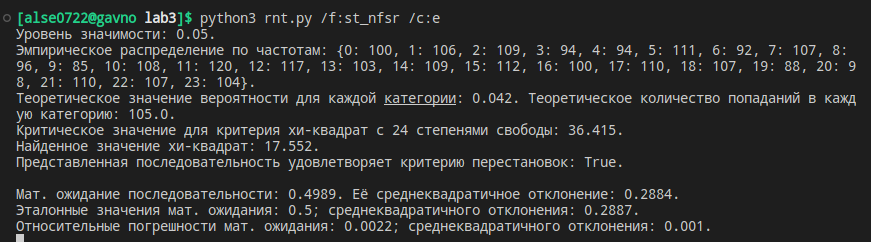 [alse0722@gavno lab3]$ python3 rnt.py /f:st_nfsr /c:e
Уровень значимости: 0.05.
Эмпирическое распределение по частотам: {0: 100, 1: 106, 2: 109, 3: 94, 4: 94, 5: 111, 6: 92, 7: 107, 8:
96, 9: 85, 10: 108, 11: 120, 12: 117, 13: 103, 14: 109, 15: 112, 16: 100, 17: 110, 18: 107, 19: 88, 20: 9
8, 21: 110, 22: 107, 23: 104}.
Теоретическое значение вероятности для каждой категории: 0.042. Теоретическое количество попаданий в кажд
ую категорию: 105.0.
Критическое значение для критерия хи-квадрат с 24 степенями свободы: 36.415.
Найденное значение хи-квадрат: 17.552.
Представленная последовательность удовлетворяет критерию перестановок: True.
Мат. ожидание последовательности: 0.4989. Её среднеквадратичное отклонение: 0.2884.
Эталонные значения мат. ожидания: 0.5; среднеквадратичного отклонения: 0.2887.
Относительные погрешности мат. ожидания: 0.0022; среднеквадратичного отклонения: 0.001.